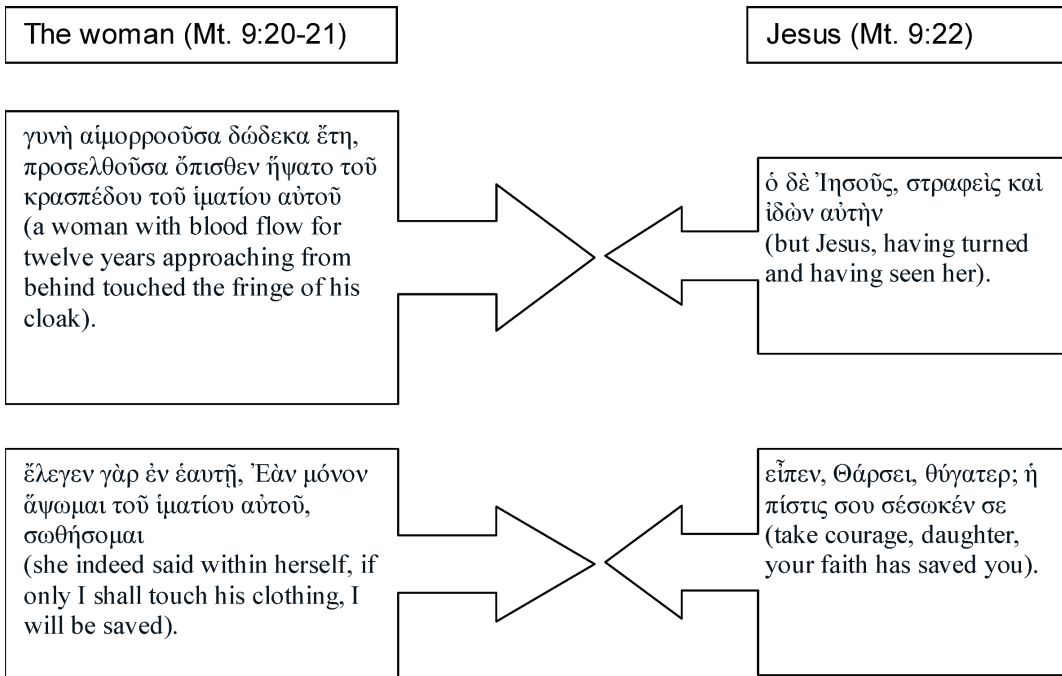 The woman (Mt. 9:20-21)
Jesus (Mt. 9:22)
γυνὴ αἱμορροοῦσα δώδεκα ἔτη,
προσελθοῦσα ὄπισθεν ἥψατο τοῦ
κρασπέδου τοῦ ἱματίου αὐτοῦ
(a woman with blood flow for
twelve years approaching from
behind touched the fringe of his
cloak).
ὁ δὲ Ἰησοῦς, στραφεὶς καὶ
ἰδὼν αὐτὴν
(but Jesus, having turned
and having seen her).
ἔλεγεν γὰρ ἐν ἑαυτῇ, Ἐὰν μόνον
ἅψωμαι τοῦ ἱματίου αὐτοῦ,
σωθήσομαι
(she indeed said within herself, if
only I shall touch his clothing, I
will be saved).
εἶπεν, Θάρσει, θύγατερ; ἡ
πίστις σου σέσωκέν σε
(take courage, daughter,
your faith has saved you).